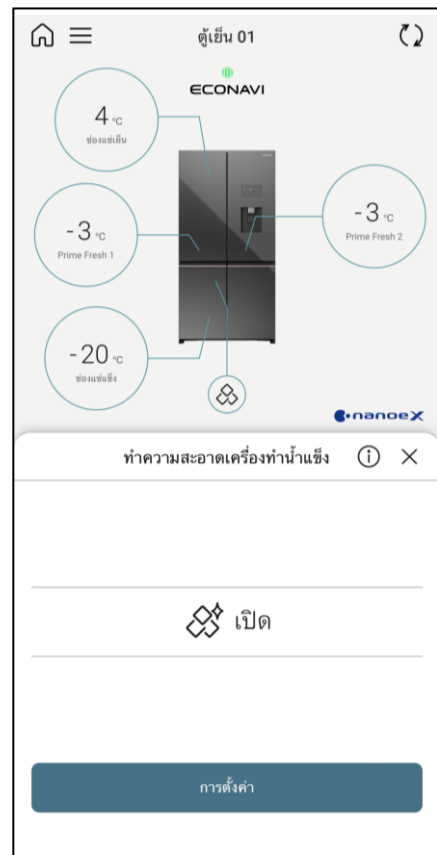 ตู้เย็น 01
ECONAVI
4 °C
ช่องแช่เย็น
-3 °C
Prime Fresh 1
-3 °C
Prime Fresh 2
-20 °C
ช่องแช่แข็ง
nanoeX
ทำความสะอาดเครื่องทำน้ำแข็ง
เปิด
การตั้งค่า